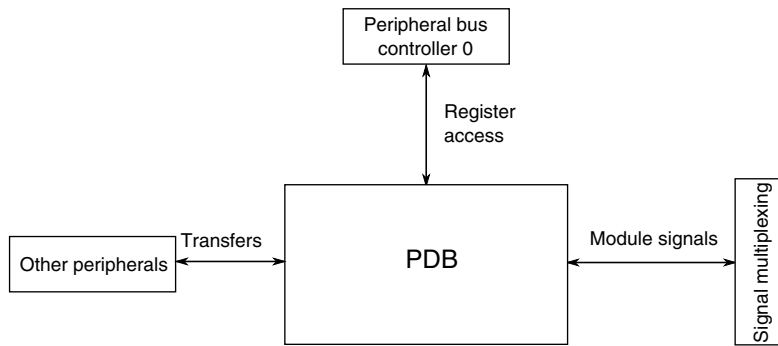 Peripheral bus
controller 0
Register
access
Transfers
Other peripherals
PDB
Module signals
Signal multiplexing